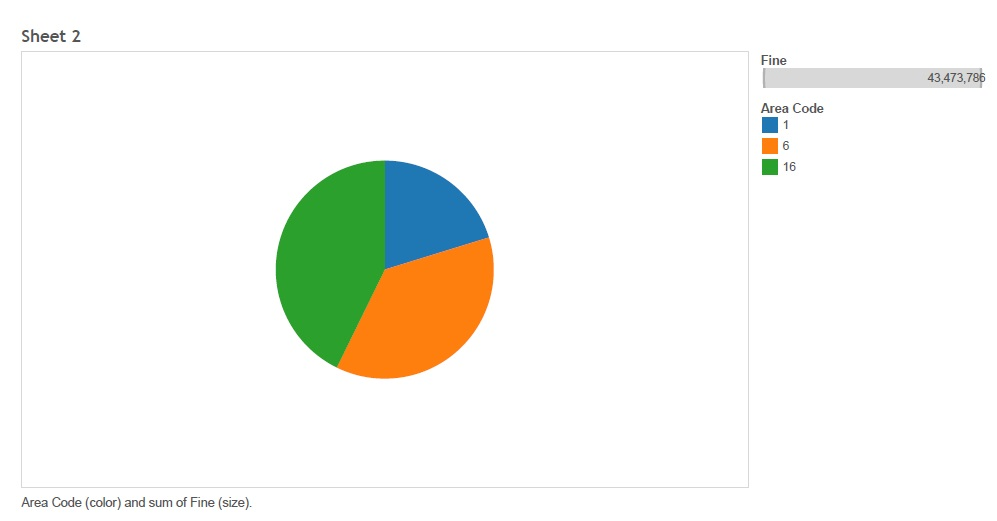 Sheet 2
Fine
43,473,786
Area Code
1
6
16
Area Code (color) and sum of Fine (size).